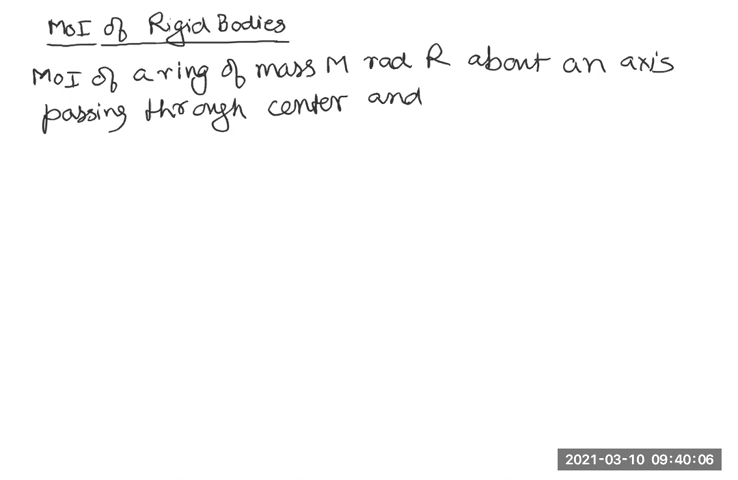 MoI of Rigid Bodies
MoI of a ring of mass M rad R about an axis
passing through center and
2021-03-10 09:40:06